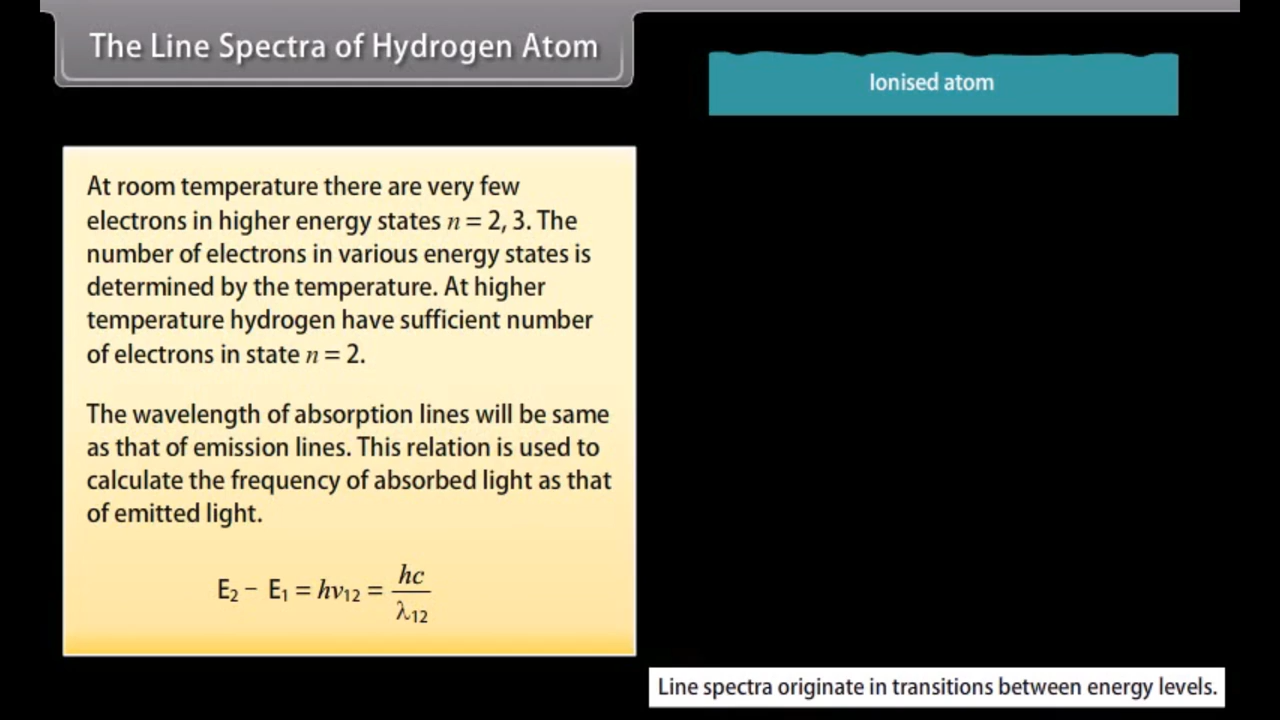 The Line Spectra of Hydrogen Atom
Ionised atom
At room temperature there are very few
electrons in higher energy states n = 2, 3. The
number of electrons in various energy states is
determined by the temperature. At higher
temperature hydrogen have sufficient number
of electrons in state n = 2.
The wavelength of absorption lines will be same
as that of emission lines. This relation is used to
calculate the frequency of absorbed light as that
of emitted light.
E₂ − E₁ = hν₁₂ = hc / λ₁₂
Line spectra originate in transitions between energy levels.